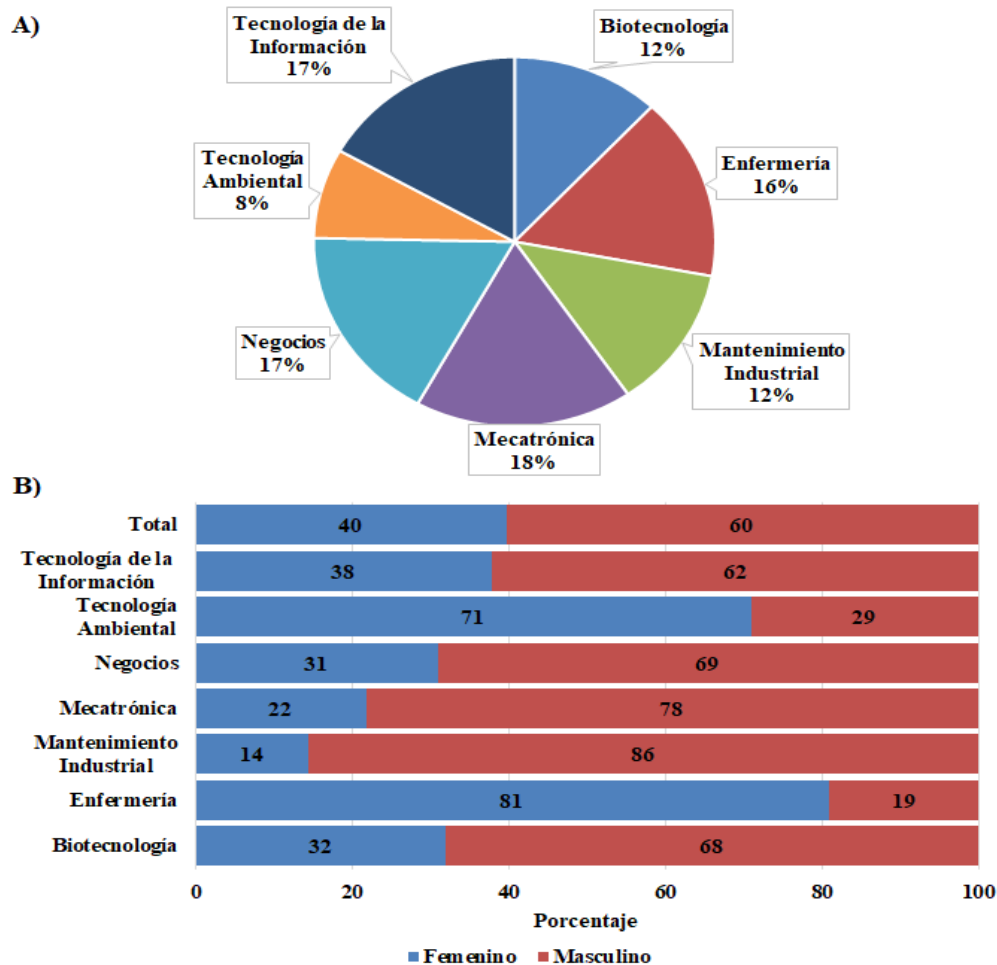 A)
Tecnología de la
Información
17%
Biotecnología
12%
Tecnología
Ambiental
8%
Enfermería
16%
Negocios
17%
Mantenimiento
Industrial
12%
Mecatrónica
18%
B)
Total
40
60
Tecnología de la
Información
38
62
Tecnología
Ambiental
71
29
Negocios
31
69
Mecatrónica
22
78
Mantenimiento
Industrial
14
86
Enfermería
81
19
Biotecnología
32
68
0
20
40
60
80
100
Porcentaje
Femenino
Masculino